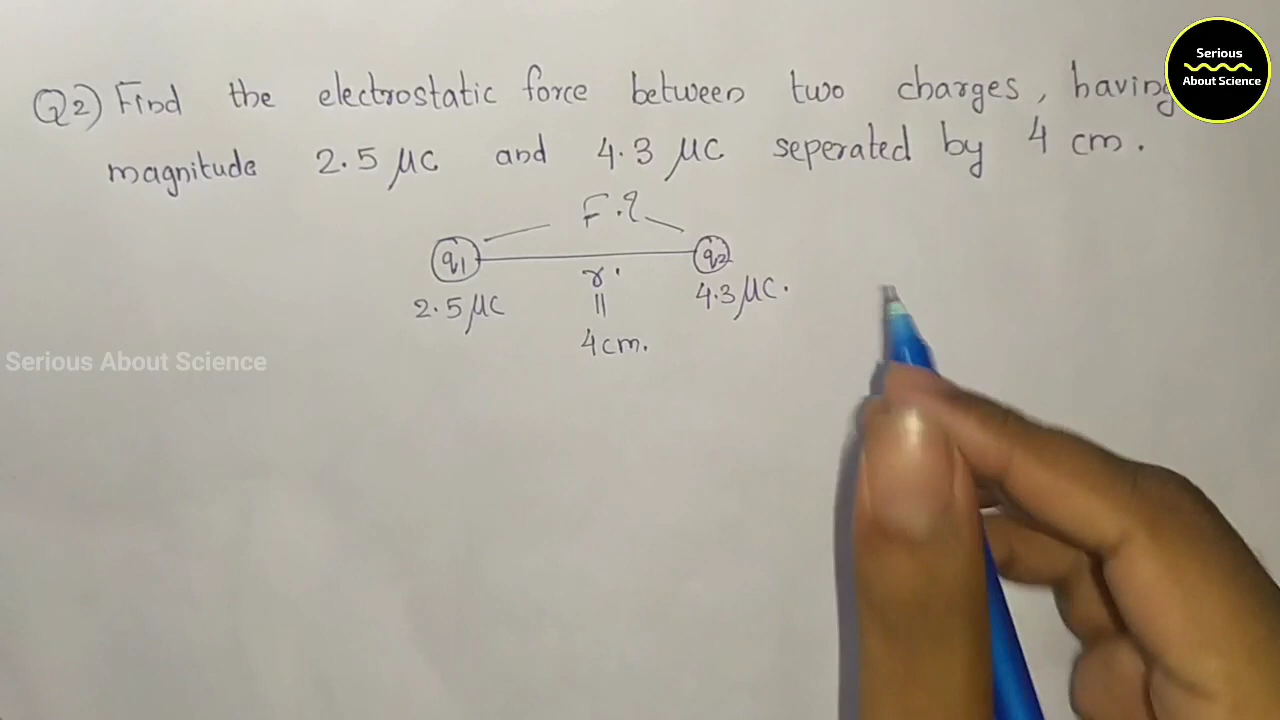 Serious
About Science
Q2) Find the electrostatic force between two charges, having
magnitude 2.5 μC and 4.3 μC seperated by 4 cm.
F.?
q1 q2
r
2.5 μC = 4.3 μC.
4cm.
Serious About Science